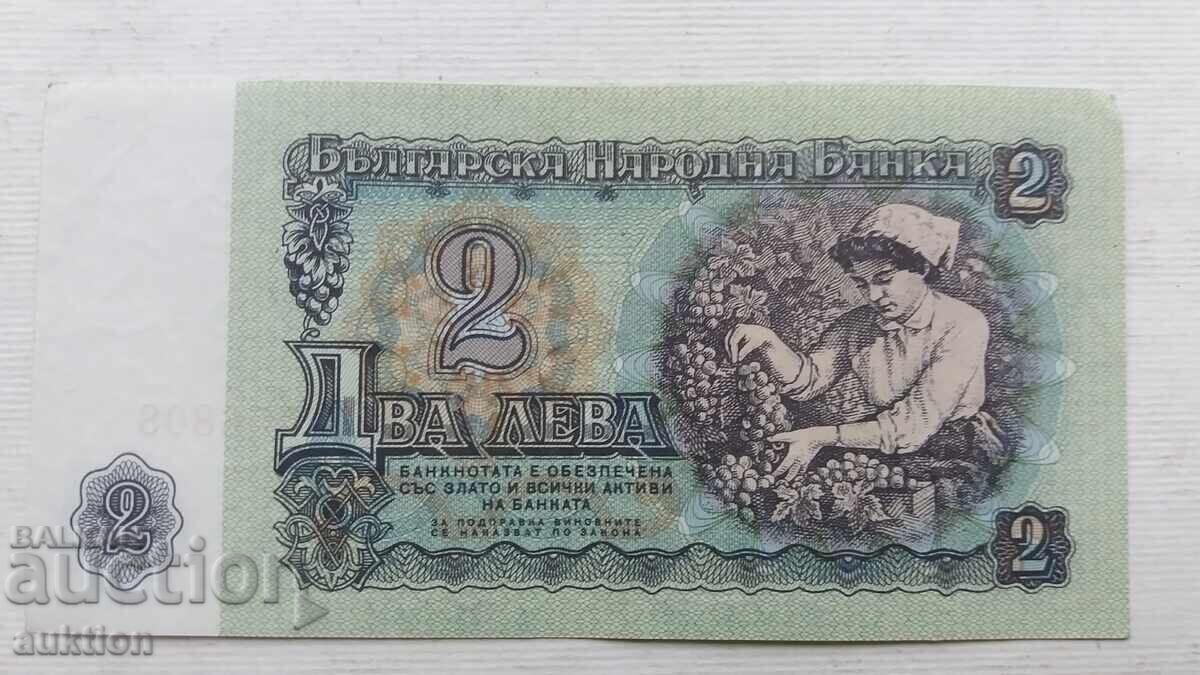 Българска Народна Банка
2
2
Два лева
Банкнотата е обезпечена
със злато и всички активи
на банката
За подправка виновните
се наказват по закона
2
2
auction
auktion